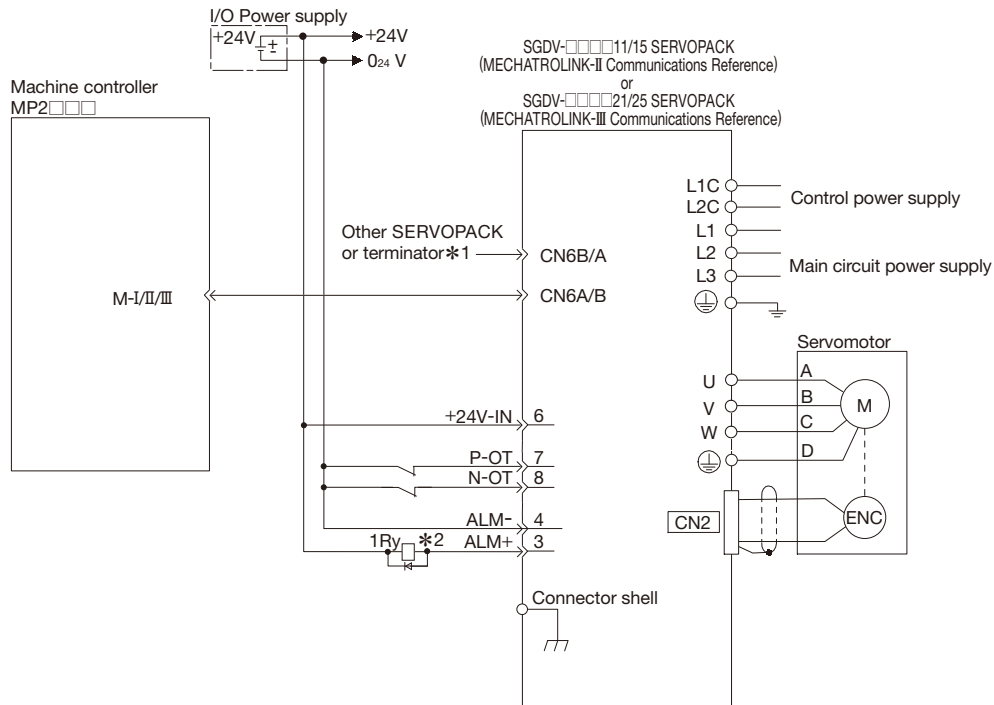 I/O Power supply
+24V
±
+24V
0₂₄ V
SGDV-□□□□11/15 SERVOPACK
(MECHATROLINK-Ⅱ Communications Reference)
or
SGDV-□□□□21/25 SERVOPACK
(MECHATROLINK-Ⅲ Communications Reference)
Machine controller
MP2□□□
L1C
L2C
Control power supply
L1
L2
L3
Main circuit power supply
Other SERVOPACK
or terminator*1
CN6B/A
M-Ⅰ/Ⅱ/Ⅲ
CN6A/B
Servomotor
U
A
V
B
W
C
D
M
+24V-IN 6
P-OT 7
N-OT 8
ALM- 4
1Ry *2 ALM+ 3
CN2
ENC
Connector shell